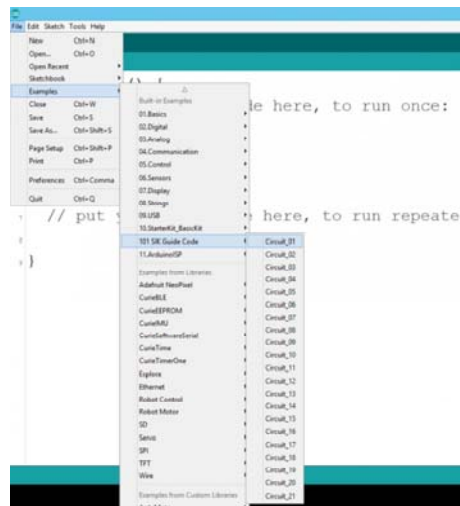 File Edit Sketch Tools Help
New Ctrl+N
Open... Ctrl+O
Open Recent
Sketchbook
Examples
Close Ctrl+W
Save Ctrl+S
Save As... Ctrl+Shift+S
Page Setup Ctrl+Shift+P
Print Ctrl+P
Preferences Ctrl+Comma
Quit Ctrl+Q
() {
here, to run once:
// put
here, to run repeate
}
Built-in Examples
01.Basics
02.Digital
03.Analog
04.Communication
05.Control
06.Sensors
07.Display
08.Strings
09.USB
10.StarterKit_BasicKit
101 SIK Guide Code
11.ArduinoISP
Examples from Libraries
Adafruit NeoPixel
CurieBLE
CurieEEPROM
CurieIMU
CurieSoftwareSerial
CurieTime
CurieTimerOne
Esplora
Ethernet
Robot Control
Robot Motor
SD
Servo
SPI
TFT
Wire
Examples from Custom Libraries
Circuit_01
Circuit_02
Circuit_03
Circuit_04
Circuit_05
Circuit_06
Circuit_07
Circuit_08
Circuit_09
Circuit_10
Circuit_11
Circuit_12
Circuit_13
Circuit_14
Circuit_15
Circuit_16
Circuit_17
Circuit_18
Circuit_19
Circuit_20
Circuit_21